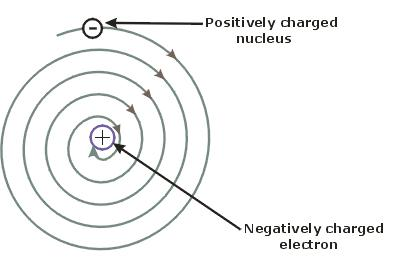 Positively charged
nucleus
−
+
Negatively charged
electron